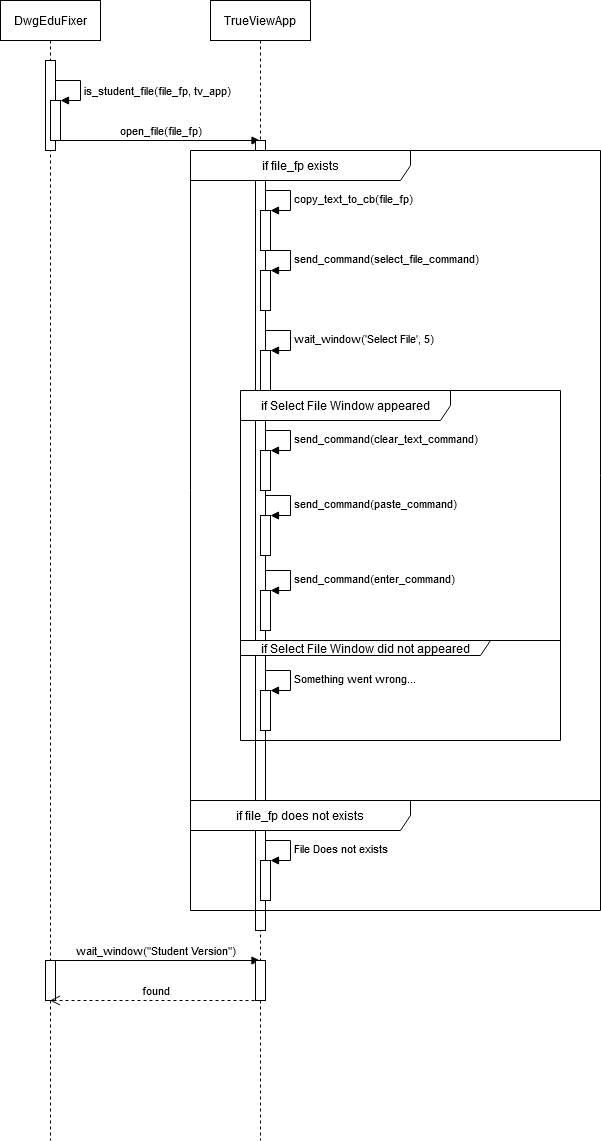 DwgEduFixer
TrueViewApp
is_student_file(file_fp, tv_app)
open_file(file_fp)
if file_fp exists
copy_text_to_cb(file_fp)
send_command(select_file_command)
wait_window('Select File', 5)
if Select File Window appeared
send_command(clear_text_command)
send_command(paste_command)
send_command(enter_command)
if Select File Window did not appeared
Something went wrong...
if file_fp does not exists
File Does not exists
wait_window("Student Version")
found